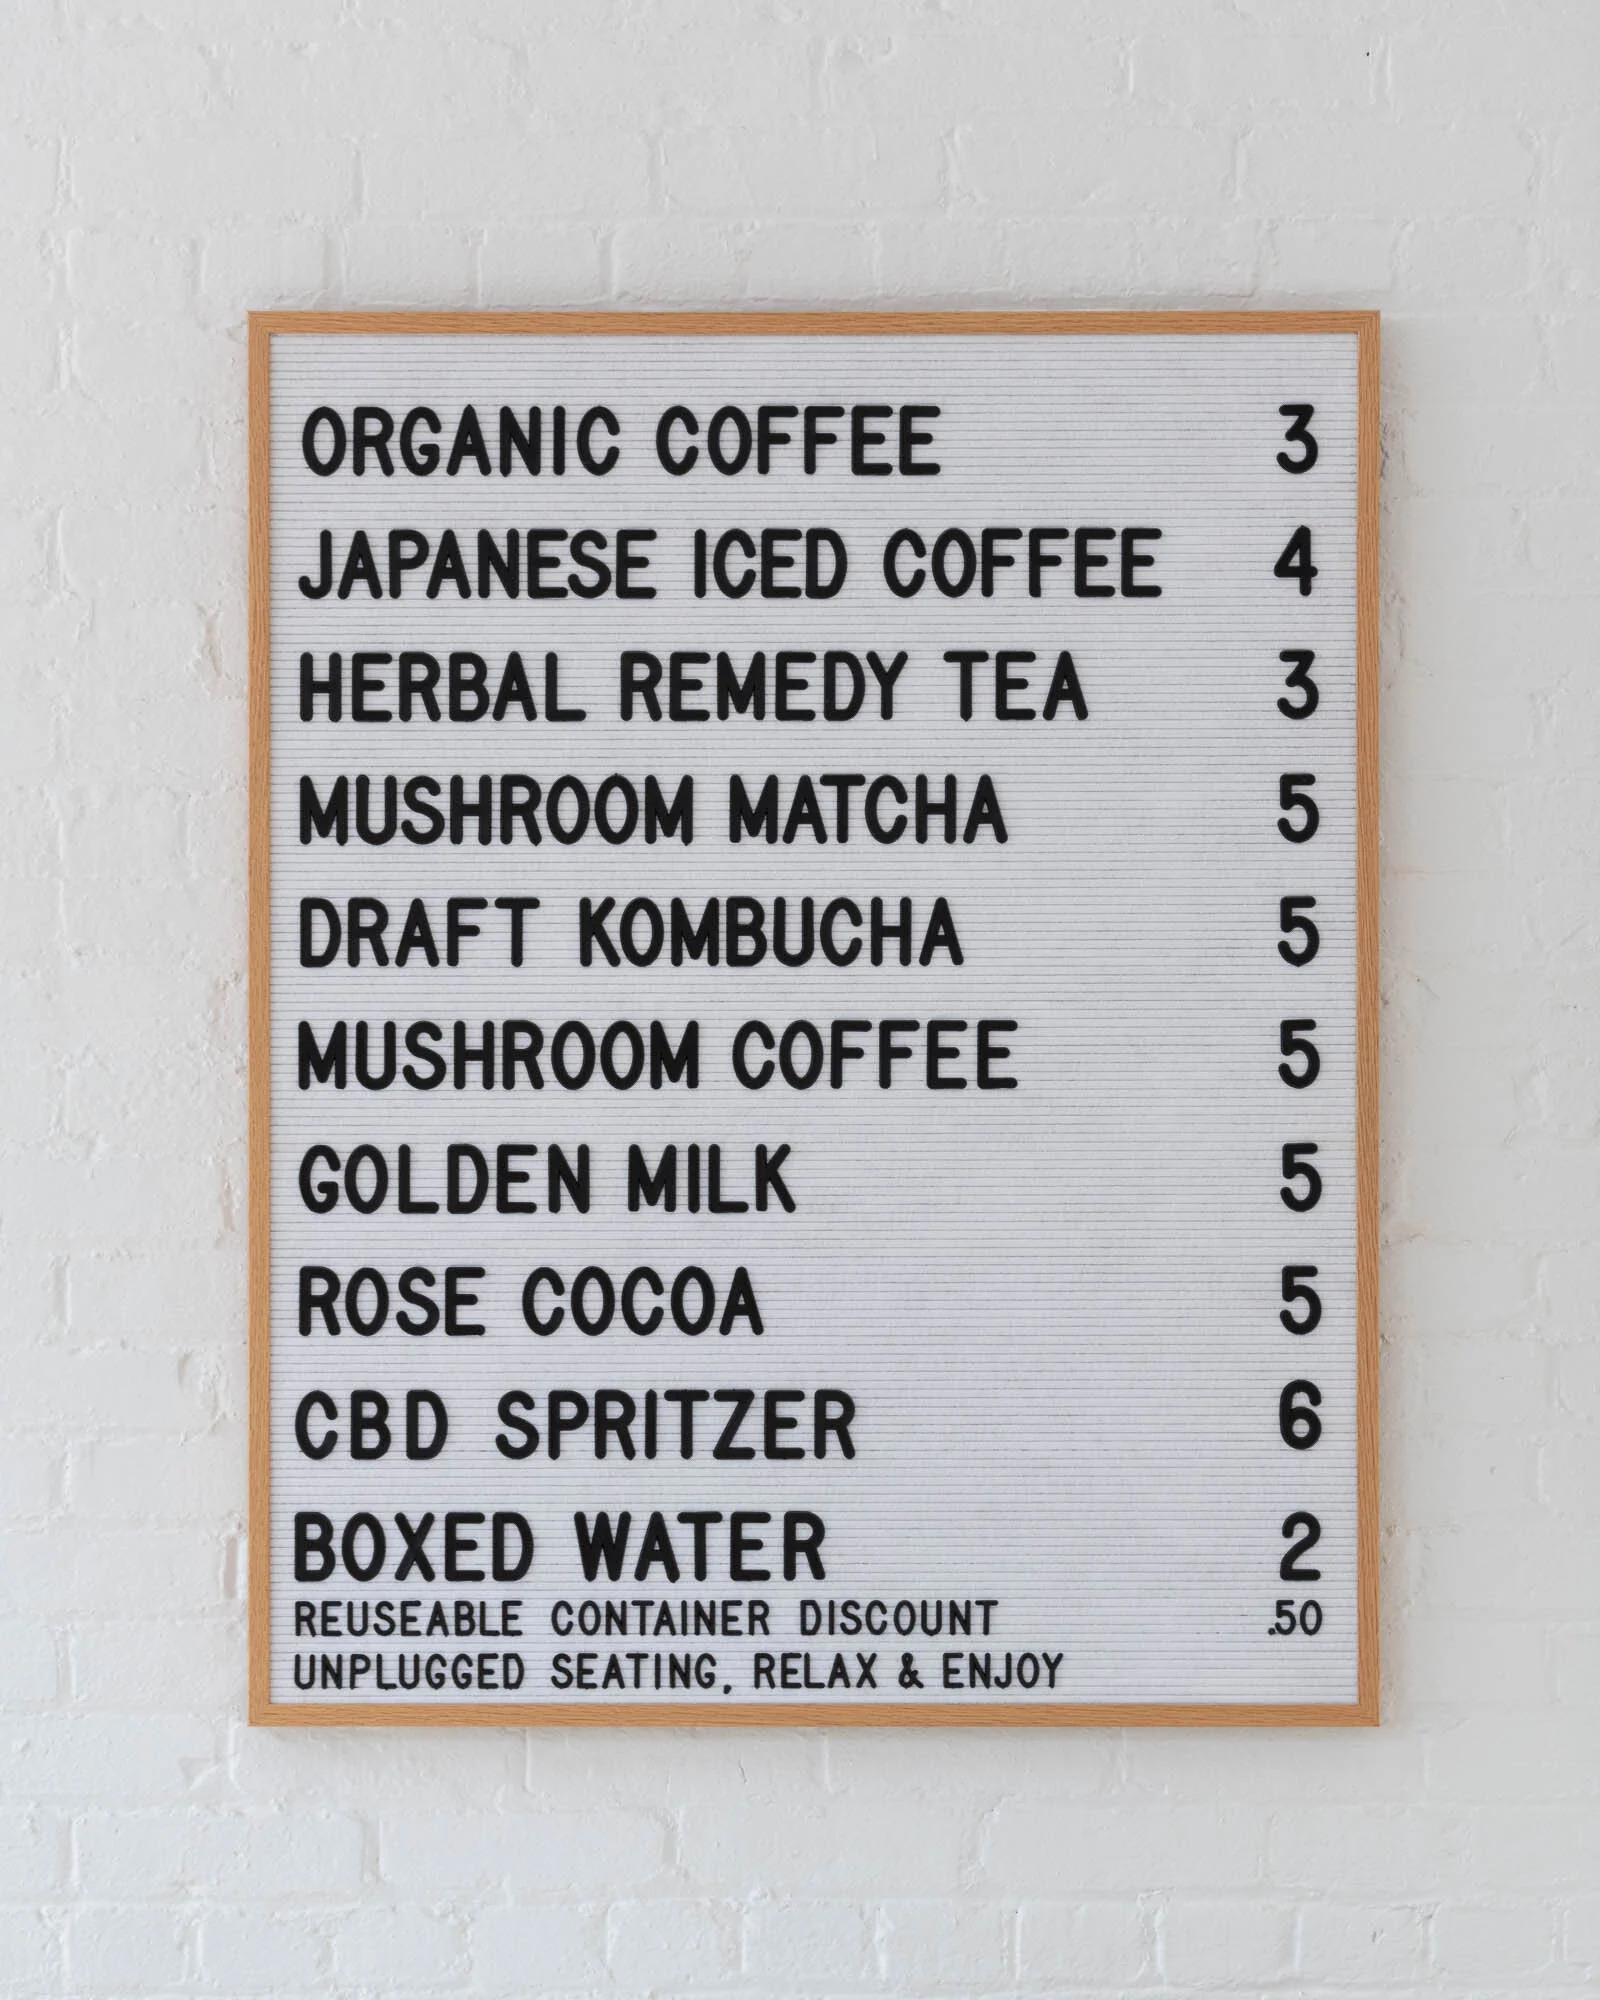 ORGANIC COFFEE 3
JAPANESE ICED COFFEE 4
HERBAL REMEDY TEA 3
MUSHROOM MATCHA 5
DRAFT KOMBUCHA 5
MUSHROOM COFFEE 5
GOLDEN MILK 5
ROSE COCOA 5
CBD SPRITZER 6
BOXED WATER 2
REUSEABLE CONTAINER DISCOUNT .50
UNPLUGGED SEATING, RELAX & ENJOY